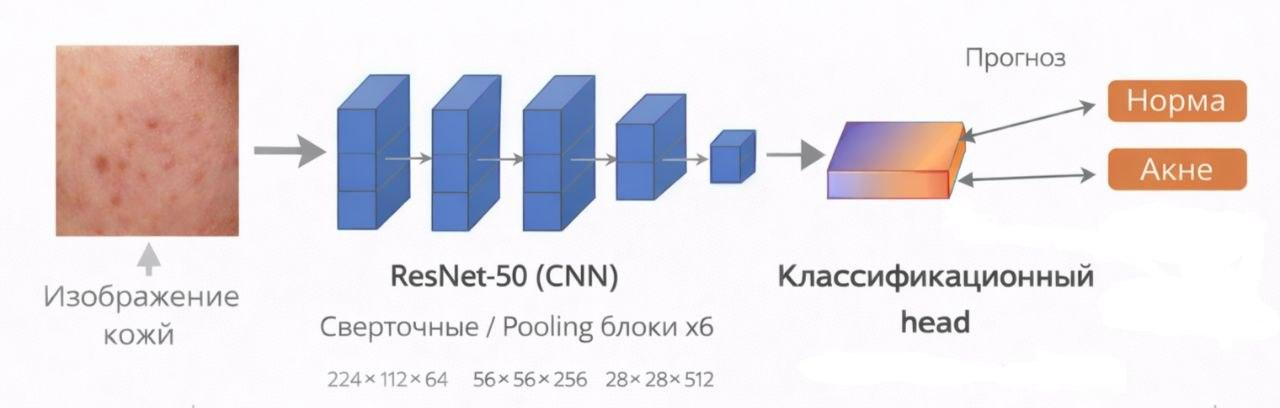 Прогноз
Норма
Акне
Изображение
кожй
ResNet-50 (CNN)
Сверточные / Pooling блоки x6
224×112×64 56×56×256 28×28×512
Классификационный
head